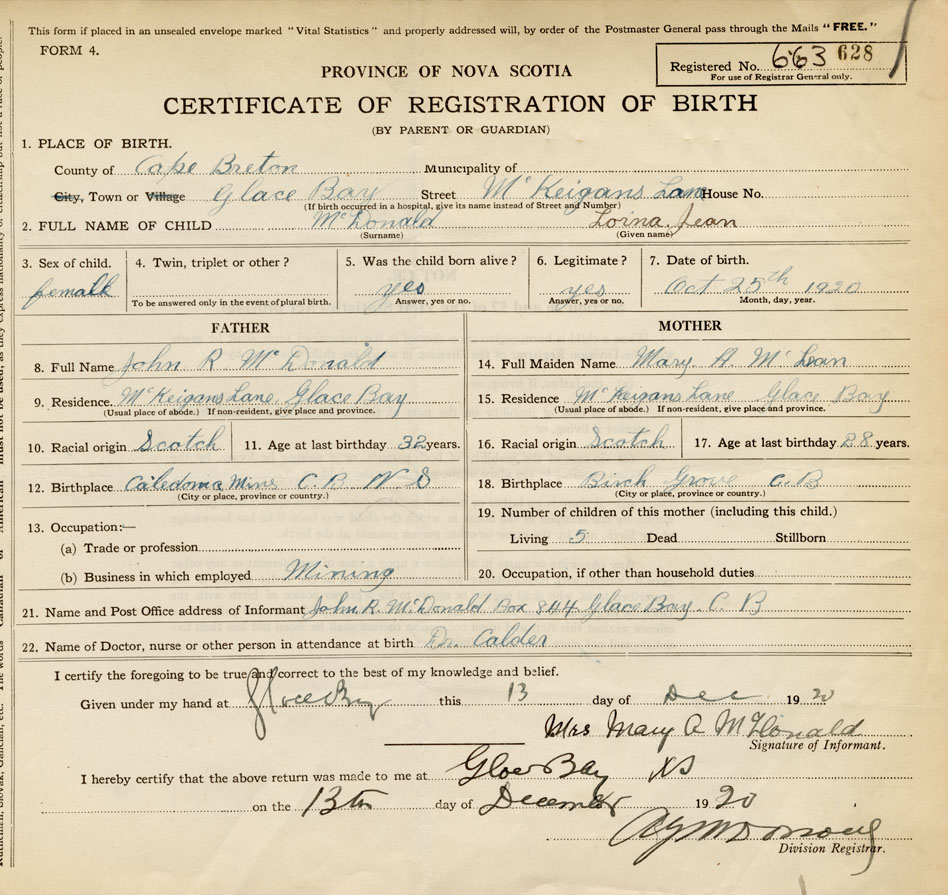 This form if placed in an unsealed envelope marked "Vital Statistics" and properly addressed will, by order of the Postmaster General pass through the Mails "FREE."
FORM 4.
Registered No. 663 628
For use of Registrar General only.
PROVINCE OF NOVA SCOTIA
CERTIFICATE OF REGISTRATION OF BIRTH
(BY PARENT OR GUARDIAN)
1. PLACE OF BIRTH.
County of Cape Breton Municipality of
City, Town or Village Glace Bay Street McKeigans Lane House No.
(If birth occurred in a hospital, give its name instead of Street and Number)
2. FULL NAME OF CHILD McDonald Lorna Jean
(Surname) (Given name)
3. Sex of child. 4. Twin, triplet or other? 5. Was the child born alive? 6. Legitimate? 7. Date of birth.
female yes yes Oct 25th 1920
To be answered only in the event of plural birth. Answer, yes or no. Answer, yes or no. Month, day, year.
FATHER MOTHER
8. Full Name John R McDonald 14. Full Maiden Name Mary A McLean
9. Residence. McKeigans Lane Glace Bay 15. Residence McKeigans Lane Glace Bay
(Usual place of abode.) If non-resident, give place and province. (Usual place of abode.) If non-resident, give place and province.
10. Racial origin Scotch 11. Age at last birthday 32 years. 16. Racial origin Scotch 17. Age at last birthday 28 years.
12. Birthplace Caledonia Mine C. B. N S 18. Birthplace Birch Grove C. B
(City or place, province or country.) (City or place, province or country.)
13. Occupation:— 19. Number of children of this mother (including this child.)
(a) Trade or profession Living 5 Dead Stillborn
(b) Business in which employed Mining 20. Occupation, if other than household duties
21. Name and Post Office address of Informant John R. McDonald Box 844 Glace Bay C B
22. Name of Doctor, nurse or other person in attendance at birth Dr. Calder
I certify the foregoing to be true and correct to the best of my knowledge and belief.
Given under my hand at Glace Bay this 13 day of Dec 1920
Mrs Mary A McDonald
Signature of Informant.
I hereby certify that the above return was made to me at Glace Bay NS
on the 13th day of December 1920
Division Registrar.